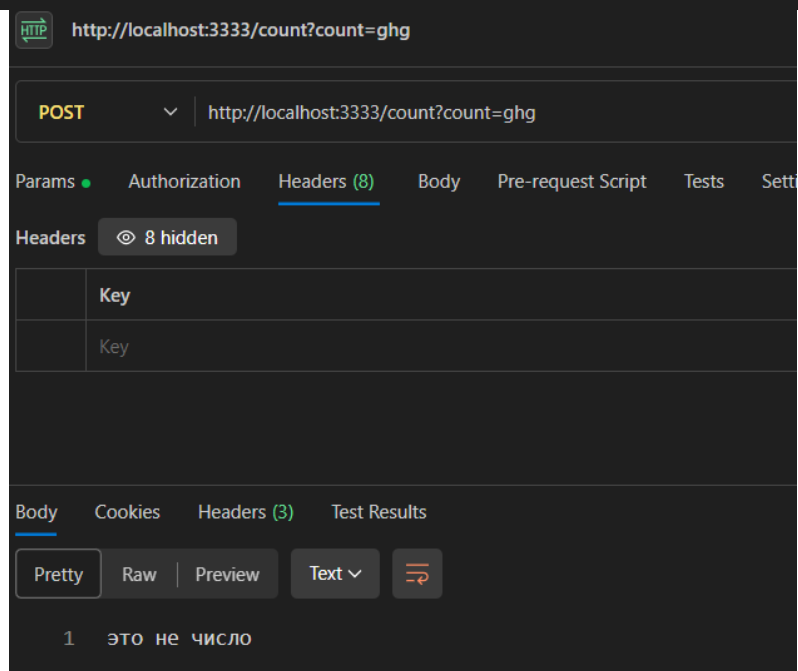 HTTP http://localhost:3333/count?count=ghg
POST http://localhost:3333/count?count=ghg
Params Authorization Headers (8) Body Pre-request Script Tests Setti
Headers 8 hidden
Key
Key
Body Cookies Headers (3) Test Results
Pretty Raw Preview Text
1 это не число